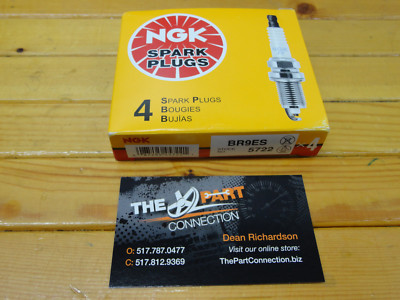 NGK
SPARK
PLUGS
4 SPARK PLUGS
BOUGIES
BUJÍAS
NGK
BR9ES
5722
THE PART
CONNECTION
Dean Richardson
O: 517.787.0477
Visit our online store:
C: 517.812.9369
ThePartConnection.biz